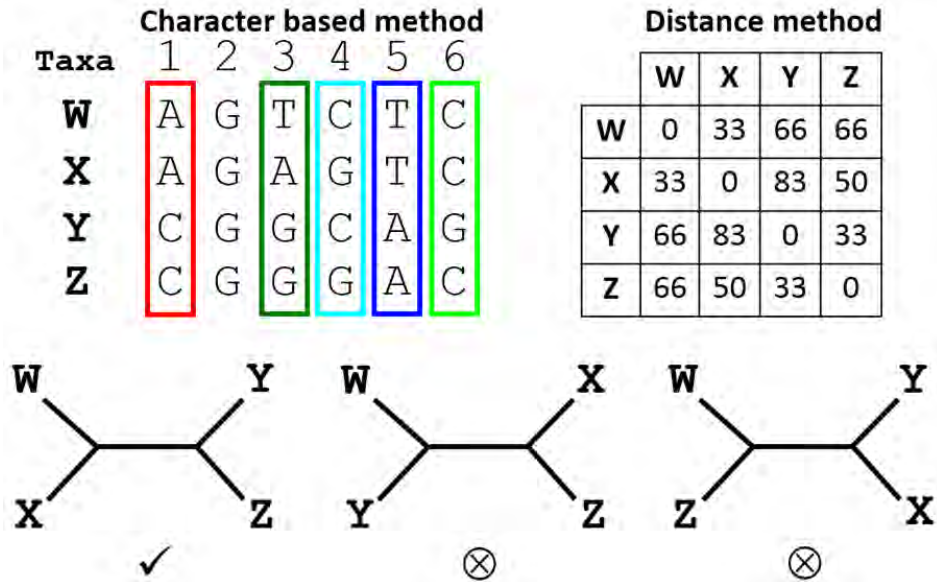 Character based method
Taxa 1 2 3 4 5 6
W A G T C T C
X A G A G T C
Y C G G C A G
Z C G G G A C
Distance method
W X Y Z
W 0 33 66 66
X 33 0 83 50
Y 66 83 0 33
Z 66 50 33 0
W Y W X W Y
X Z Y Z Z X
✓ ⊗ ⊗